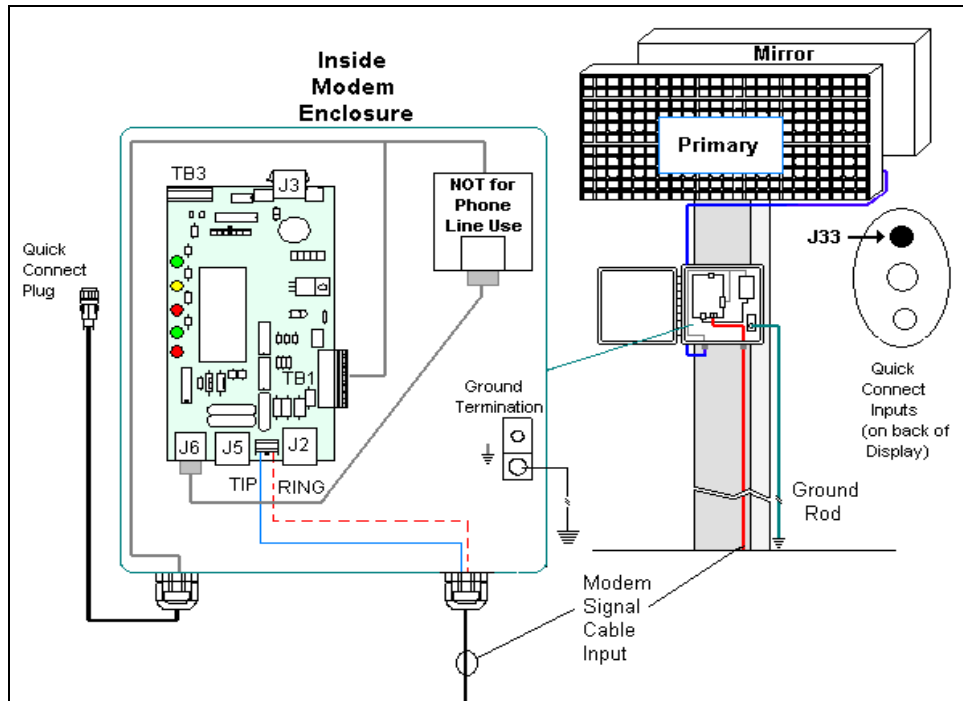 Inside
Modem
Enclosure
Mirror
Primary
TB3
J3
NOT for
Phone
Line Use
J33
Quick
Connect
Plug
TB1
Ground
Termination
Quick
Connect
Inputs
(on back of
Display)
J6
J5
J2
TIP
RING
Ground
Rod
Modem
Signal
Cable
Input